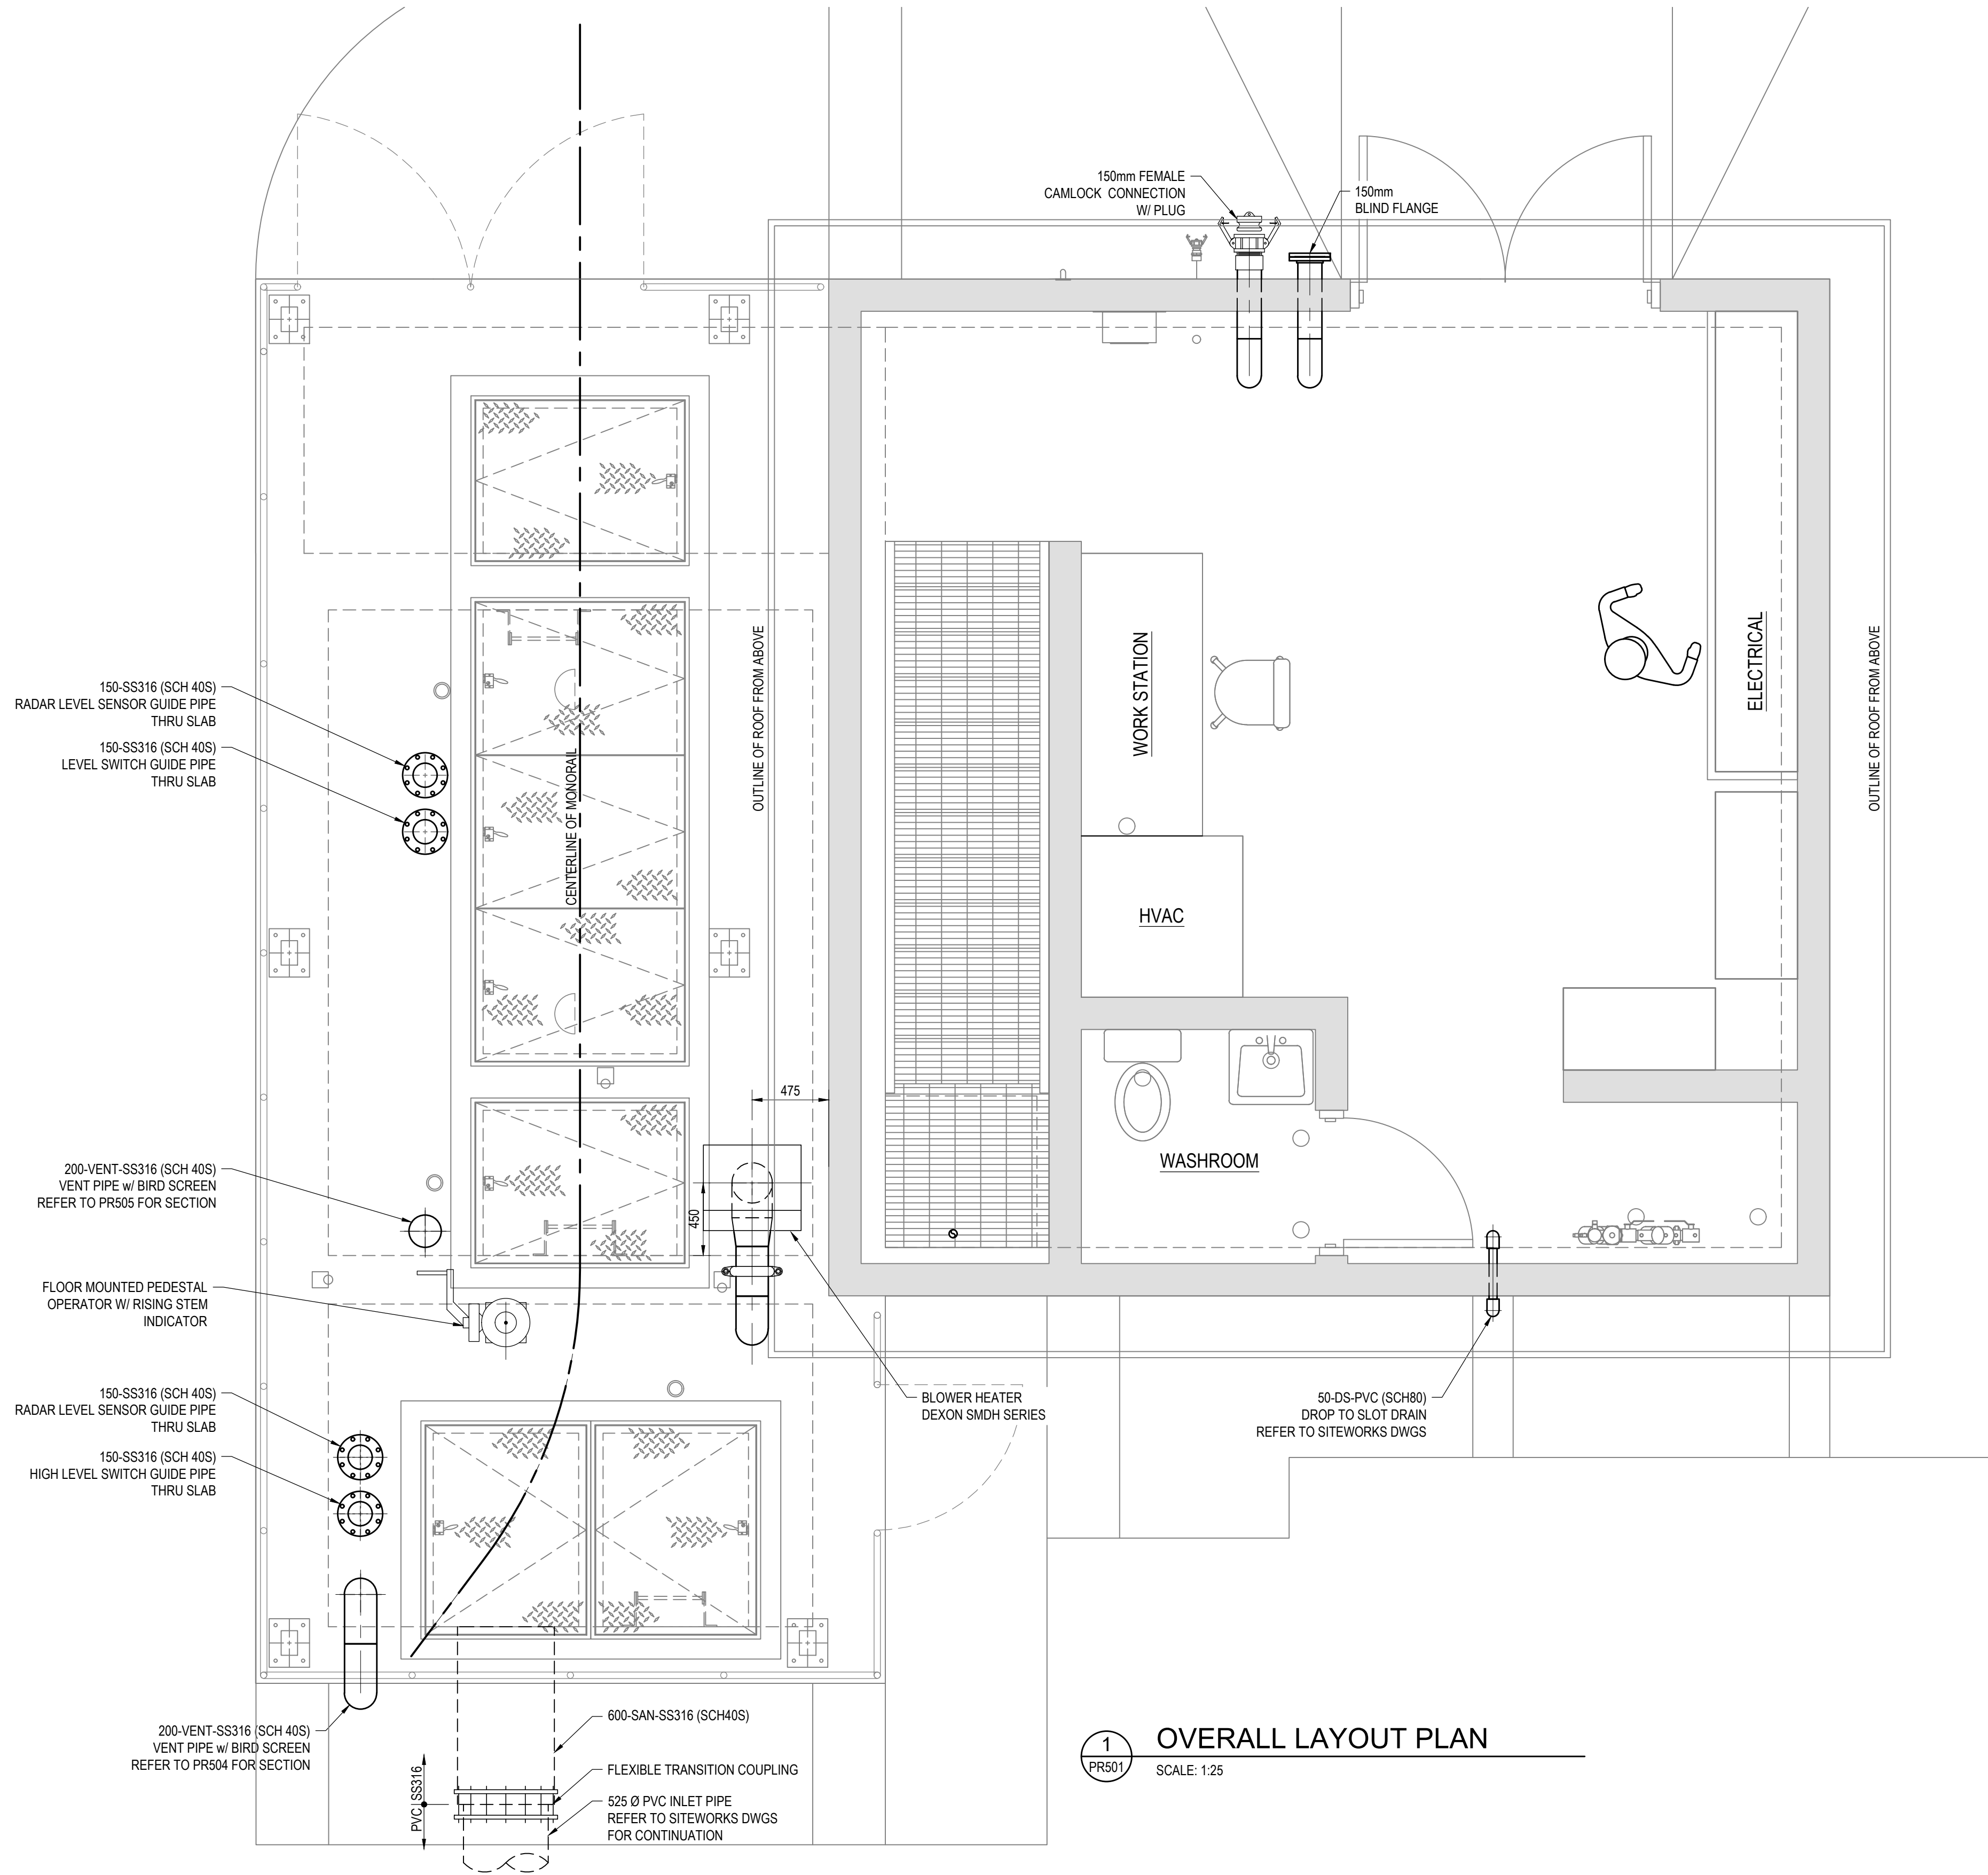 150mm FEMALE
CAMLOCK CONNECTION
W/ PLUG
150mm
BLIND FLANGE
150-SS316 (SCH 40S)
RADAR LEVEL SENSOR GUIDE PIPE
THRU SLAB
150-SS316 (SCH 40S)
LEVEL SWITCH GUIDE PIPE
THRU SLAB
CENTERLINE OF MONORAIL
OUTLINE OF ROOF FROM ABOVE
WORK STATION
ELECTRICAL
OUTLINE OF ROOF FROM ABOVE
HVAC
475
WASHROOM
450
200-VENT-SS316 (SCH 40S)
VENT PIPE w/ BIRD SCREEN
REFER TO PR505 FOR SECTION
FLOOR MOUNTED PEDESTAL
OPERATOR W/ RISING STEM
INDICATOR
150-SS316 (SCH 40S)
RADAR LEVEL SENSOR GUIDE PIPE
THRU SLAB
150-SS316 (SCH 40S)
HIGH LEVEL SWITCH GUIDE PIPE
THRU SLAB
BLOWER HEATER
DEXON SMDH SERIES
50-DS-PVC (SCH80)
DROP TO SLOT DRAIN
REFER TO SITEWORKS DWGS
200-VENT-SS316 (SCH 40S)
VENT PIPE w/ BIRD SCREEN
REFER TO PR504 FOR SECTION
600-SAN-SS316 (SCH40S)
FLEXIBLE TRANSITION COUPLING
525 Ø PVC INLET PIPE
REFER TO SITEWORKS DWGS
FOR CONTINUATION
PVC SS316
1
PR501
OVERALL LAYOUT PLAN
SCALE: 1:25